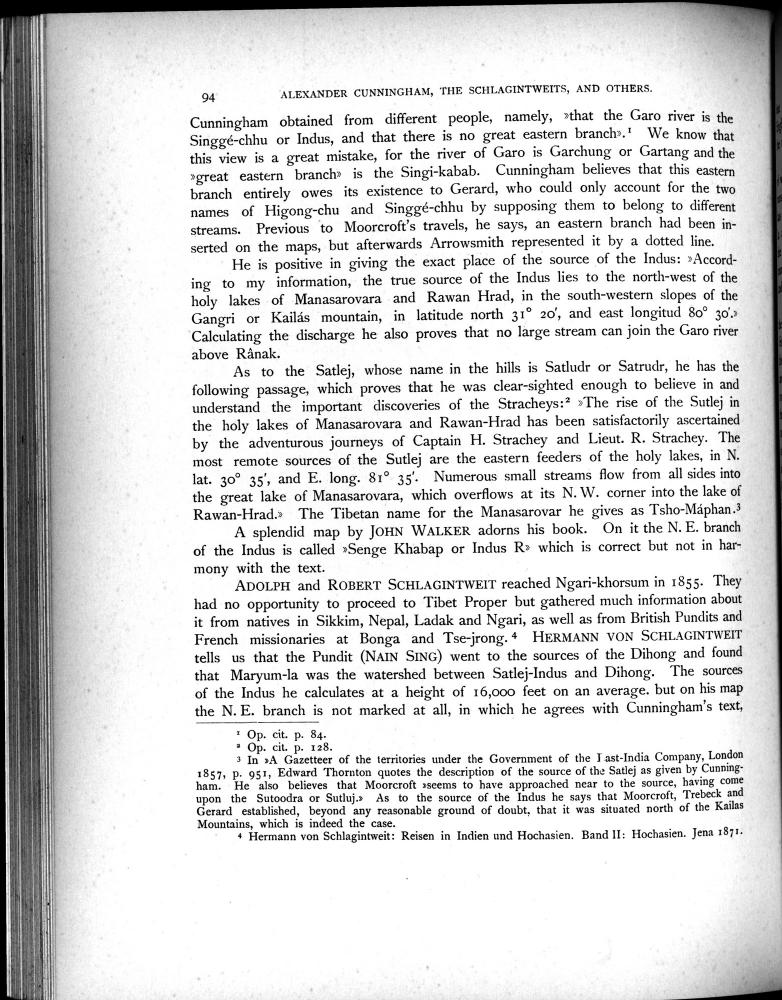 94 ALEXANDER CUNNINGHAM, THE SCHLAGINTWEITS, AND OTHERS.
Cunningham obtained from different people, namely, »that the Garo river is the
Singgé-chhu or Indus, and that there is no great eastern branch».¹ We know that
this view is a great mistake, for the river of Garo is Garchung or Gartang and the
»great eastern branch» is the Singi-kabab. Cunningham believes that this eastern
branch entirely owes its existence to Gerard, who could only account for the two
names of Higong-chu and Singgé-chhu by supposing them to belong to different
streams. Previous to Moorcroft's travels, he says, an eastern branch had been in-
serted on the maps, but afterwards Arrowsmith represented it by a dotted line.
He is positive in giving the exact place of the source of the Indus: »Accord-
ing to my information, the true source of the Indus lies to the north-west of the
holy lakes of Manasarovara and Rawan Hrad, in the south-western slopes of the
Gangri or Kailás mountain, in latitude north 31° 20′, and east longitud 80° 30′.»
Calculating the discharge he also proves that no large stream can join the Garo river
above Rânak.
As to the Satlej, whose name in the hills is Satludr or Satrudr, he has the
following passage, which proves that he was clear-sighted enough to believe in and
understand the important discoveries of the Stracheys:² »The rise of the Sutlej in
the holy lakes of Manasarovara and Rawan-Hrad has been satisfactorily ascertained
by the adventurous journeys of Captain H. Strachey and Lieut. R. Strachey. The
most remote sources of the Sutlej are the eastern feeders of the holy lakes, in N.
lat. 30° 35′, and E. long. 81° 35′. Numerous small streams flow from all sides into
the great lake of Manasarovara, which overflows at its N. W. corner into the lake of
Rawan-Hrad.» The Tibetan name for the Manasarovar he gives as Tsho-Máphan.³
A splendid map by JOHN WALKER adorns his book. On it the N. E. branch
of the Indus is called »Senge Khabap or Indus R» which is correct but not in har-
mony with the text.
ADOLPH and ROBERT SCHLAGINTWEIT reached Ngari-khorsum in 1855. They
had no opportunity to proceed to Tibet Proper but gathered much information about
it from natives in Sikkim, Nepal, Ladak and Ngari, as well as from British Pundits and
French missionaries at Bonga and Tse-jrong.⁴ HERMANN VON SCHLAGINTWEIT
tells us that the Pundit (NAIN SING) went to the sources of the Dihong and found
that Maryum-la was the watershed between Satlej-Indus and Dihong. The sources
of the Indus he calculates at a height of 16,000 feet on an average. but on his map
the N. E. branch is not marked at all, in which he agrees with Cunningham's text,
¹ Op. cit. p. 84.
² Op. cit. p. 128.
³ In »A Gazetteer of the territories under the Government of the East-India Company, London
1857, p. 951, Edward Thornton quotes the description of the source of the Satlej as given by Cunning-
ham. He also believes that Moorcroft »seems to have approached near to the source, having come
upon the Sutoodra or Sutluj.» As to the source of the Indus he says that Moorcroft, Trebeck and
Gerard established, beyond any reasonable ground of doubt, that it was situated north of the Kailas
Mountains, which is indeed the case.
⁴ Hermann von Schlagintweit: Reisen in Indien und Hochasien. Band II: Hochasien. Jena 1871.